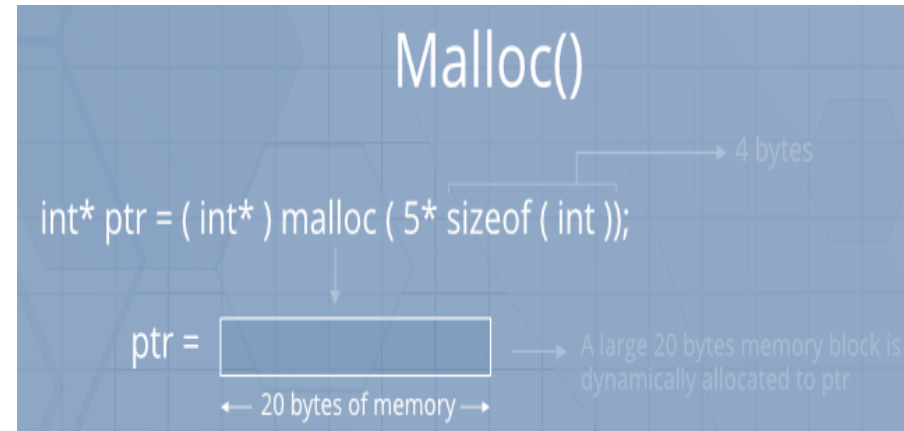 Malloc()
4 bytes
int* ptr = ( int* ) malloc ( 5* sizeof ( int ));
ptr =
A large 20 bytes memory block is
dynamically allocated to ptr
20 bytes of memory